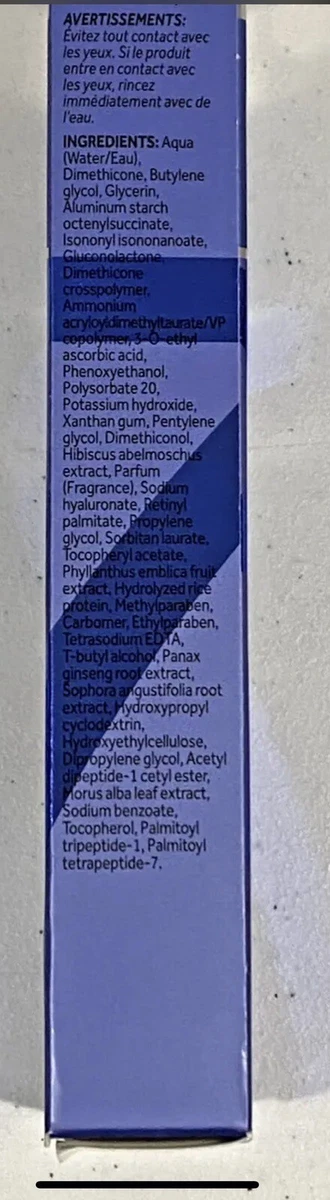 AVERTISSEMENTS:
Évitez tout contact avec
les yeux. Si le produit
entre en contact avec
les yeux, rincez
immédiatement avec de
l'eau.
INGREDIENTS: Aqua
(Water/Eau),
Dimethicone, Butylene
glycol, Glycerin,
Aluminum starch
octenylsuccinate,
Isononyl isononanoate,
Gluconolactone,
Dimethicone
crosspolymer,
Ammonium
acryloyldimethyltaurate/VP
copolymer, 3-O-ethyl
ascorbic acid,
Phenoxyethanol,
Polysorbate 20,
Potassium hydroxide,
Xanthan gum, Pentylene
glycol, Dimethiconol,
Hibiscus abelmoschus
extract, Parfum
(Fragrance), Sodium
hyaluronate, Retinyl
palmitate, Propylene
glycol, Sorbitan laurate,
Tocopheryl acetate,
Phyllanthus emblica fruit
extract, Hydrolyzed rice
protein, Methylparaben,
Carbomer, Ethylparaben,
Tetrasodium EDTA,
T-butyl alcohol, Panax
ginseng root extract,
Sophora angustifolia root
extract, Hydroxypropyl
cyclodextrin,
Hydroxyethylcellulose,
Dipropylene glycol, Acetyl
dipeptide-1 cetyl ester,
Morus alba leaf extract,
Sodium benzoate,
Tocopherol, Palmitoyl
tripeptide-1, Palmitoyl
tetrapeptide-7.